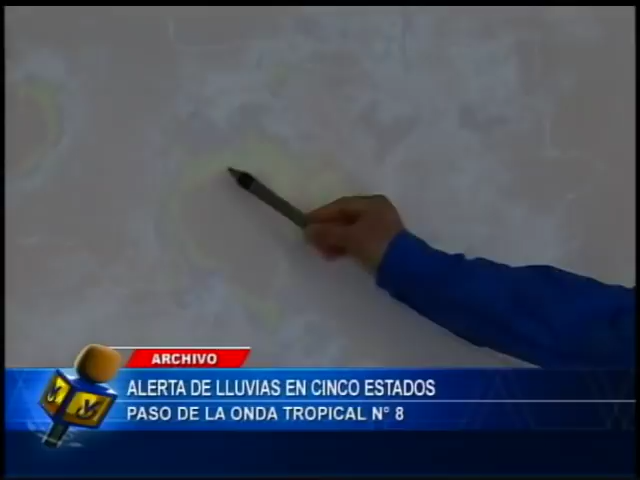 ARCHIVO
ALERTA DE LLUVIAS EN CINCO ESTADOS
PASO DE LA ONDA TROPICAL N° 8